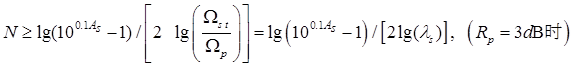 N ≥ lg(10^{0.1A_s} − 1) / [2 lg(Ω_{st} / Ω_p)] = lg(10^{0.1A_s} − 1) / [2lg(λ_s)], (R_p = 3dB时)